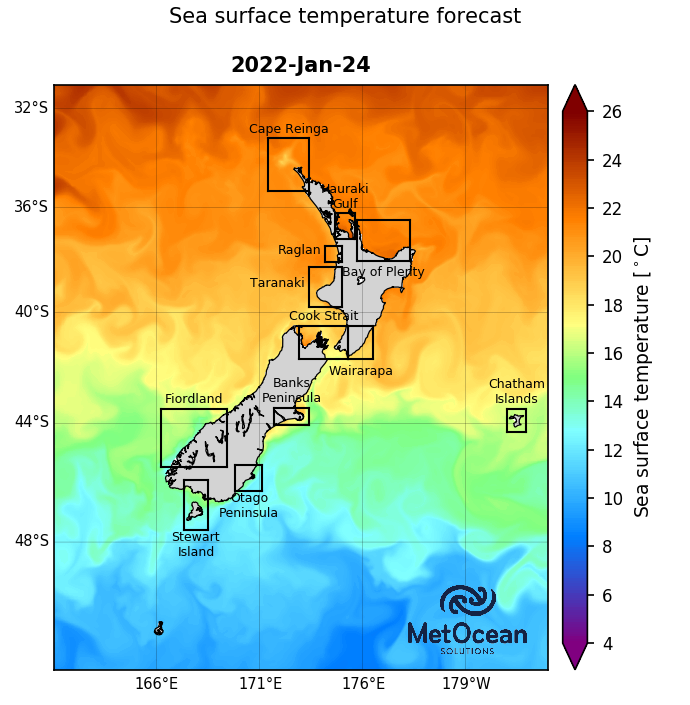 Sea surface temperature forecast
2022-Jan-24
32°S
36°S
40°S
44°S
48°S
Cape Reinga
Hauraki
Gulf
Raglan
Bay of Plenty
Taranaki
Cook Strait
Wairarapa
Banks
Peninsula
Fiordland
Chatham
Islands
Otago
Peninsula
Stewart
Island
MetOcean
SOLUTIONS
166°E
171°E
176°E
179°W
26
24
22
20
18
16
14
12
10
8
6
4
Sea surface temperature [°C]